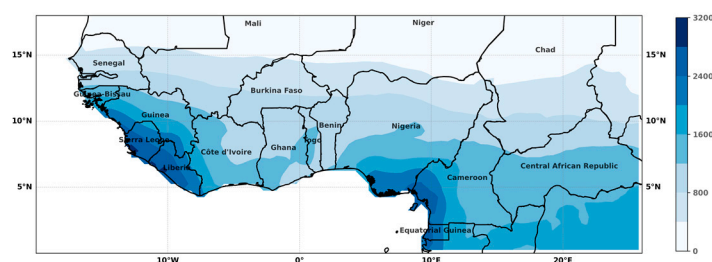 Mali
Niger
3200
15°N
Senegal
Chad
15°N
2400
Guinea-Bissau
Burkina Faso
10°N
Guinea
Benin
Nigeria
10°N
1600
Sierra Leone
Togo
Côte d'Ivoire
Ghana
Liberia
Cameroon
Central African Republic
800
5°N
5°N
Equatorial Guinea
0
10°W
0°
10°E
20°E